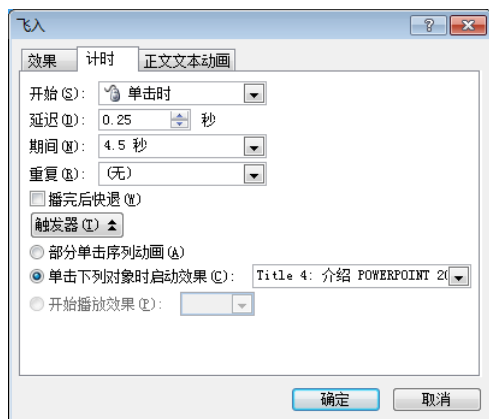 飞入
效果 计时 正文文本动画
开始(S): 单击时
延迟(D): 0.25 秒
期间(N): 4.5 秒
重复(R): (无)
播完后快退(W)
触发器(T)
部分单击序列动画(A)
单击下列对象时启动效果(C): Title 4: 介绍 POWERPOINT 20
开始播放效果(P):
确定 取消